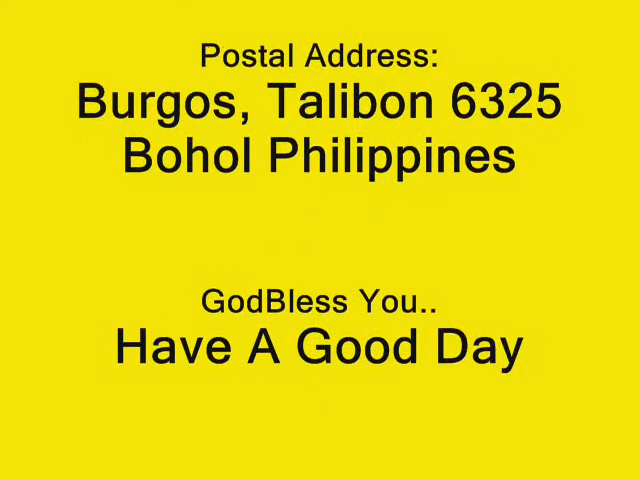 Postal Address:
Burgos, Talibon 6325
Bohol Philippines
GodBless You..
Have A Good Day